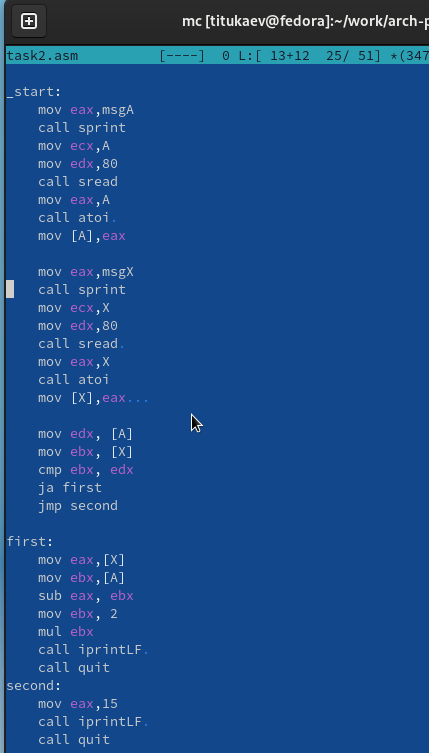 mc [titukaev@fedora]:~/work/arch-p
task2.asm [----] 0 L:[ 13+12 25/ 51] *(347
_start:
mov eax,msgA
call sprint
mov ecx,A
mov edx,80
call sread
mov eax,A
call atoi.
mov [A],eax
mov eax,msgX
call sprint
mov ecx,X
mov edx,80
call sread.
mov eax,X
call atoi
mov [X],eax...
mov edx, [A]
mov ebx, [X]
cmp ebx, edx
ja first
jmp second
first:
mov eax,[X]
mov ebx,[A]
sub eax, ebx
mov ebx, 2
mul ebx
call iprintLF.
call quit
second:
mov eax,15
call iprintLF.
call quit